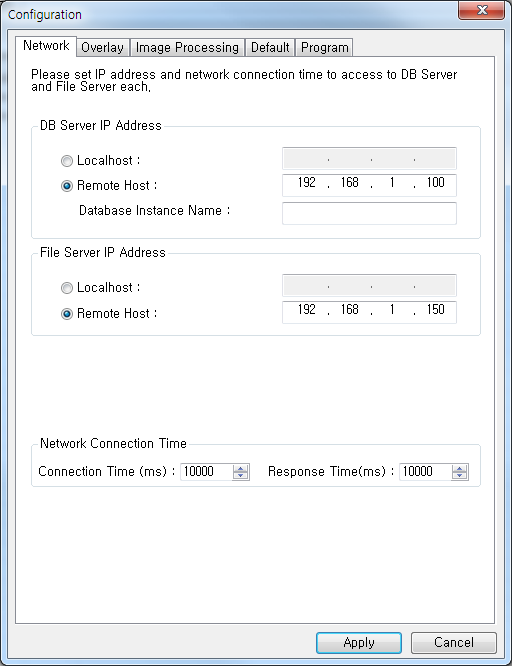 Configuration
Network Overlay Image Processing Default Program
Please set IP address and network connection time to access to DB Server
and File Server each.
DB Server IP Address
Localhost : . . .
Remote Host : 192 . 168 . 1 . 100
Database Instance Name :
File Server IP Address
Localhost : . . .
Remote Host : 192 . 168 . 1 . 150
Network Connection Time
Connection Time (ms) : 10000 Response Time(ms) : 10000
Apply Cancel